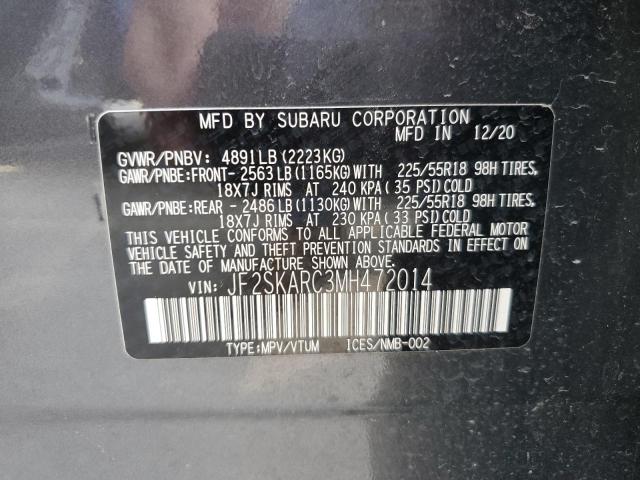 MFD BY SUBARU CORPORATION
MFD IN 12/20
GVWR/PNBV: 4891LB(2223KG)
GAWR/PNBE:FRONT- 2563LB(1165KG)WITH 225/55R18 98H TIRES,
18X7J RIMS AT 240 KPA(35 PSI)COLD
GAWR/PNBE:REAR - 2486LB(1130KG)WITH 225/55R18 98H TIRES,
18X7J RIMS AT 230 KPA(33 PSI)COLD
THIS VEHICLE CONFORMS TO ALL APPLICABLE FEDERAL MOTOR
VEHICLE SAFETY AND THEFT PREVENTION STANDARDS IN EFFECT ON
THE DATE OF MANUFACTURE SHOWN ABOVE.
VIN: JF2SKARC3MH472014
TYPE:MPV/VTUM ICES/NMB-002